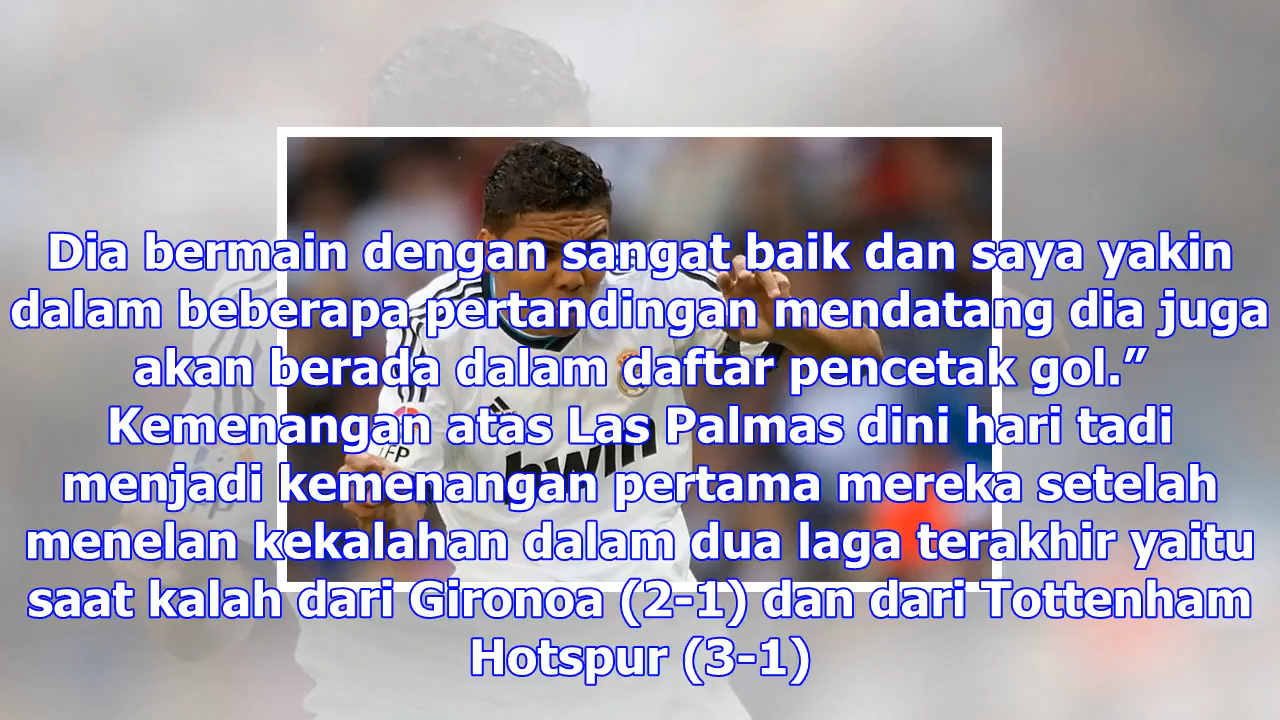 Dia bermain dengan sangat baik dan saya yakin
dalam beberapa pertandingan mendatang dia juga
akan berada dalam daftar pencetak gol.”
Kemenangan atas Las Palmas dini hari tadi
menjadi kemenangan pertama mereka setelah
menelan kekalahan dalam dua laga terakhir yaitu
saat kalah dari Gironoa (2-1) dan dari Tottenham
Hotspur (3-1)
bwin
LFP